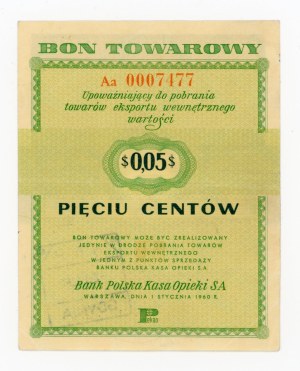 BON TOWAROWY
Aa 0007477
Upoważniający do pobrania
towarów eksportu wewnętrznego
wartości
$ 0,05 $
PIĘCIU CENTÓW
BON TOWAROWY MOŻE BYĆ ZREALIZOWANY
JEDYNIE W DRODZE POBRANIA TOWARÓW
EKSPORTU WEWNĘTRZNEGO
W JEDNYM Z PUNKTÓW SPRZEDAŻY
BANKU POLSKA KASA OPIEKI S.A.
Bank Polska Kasa Opieki SA
WARSZAWA, DNIA 1 STYCZNIA 1960 R.